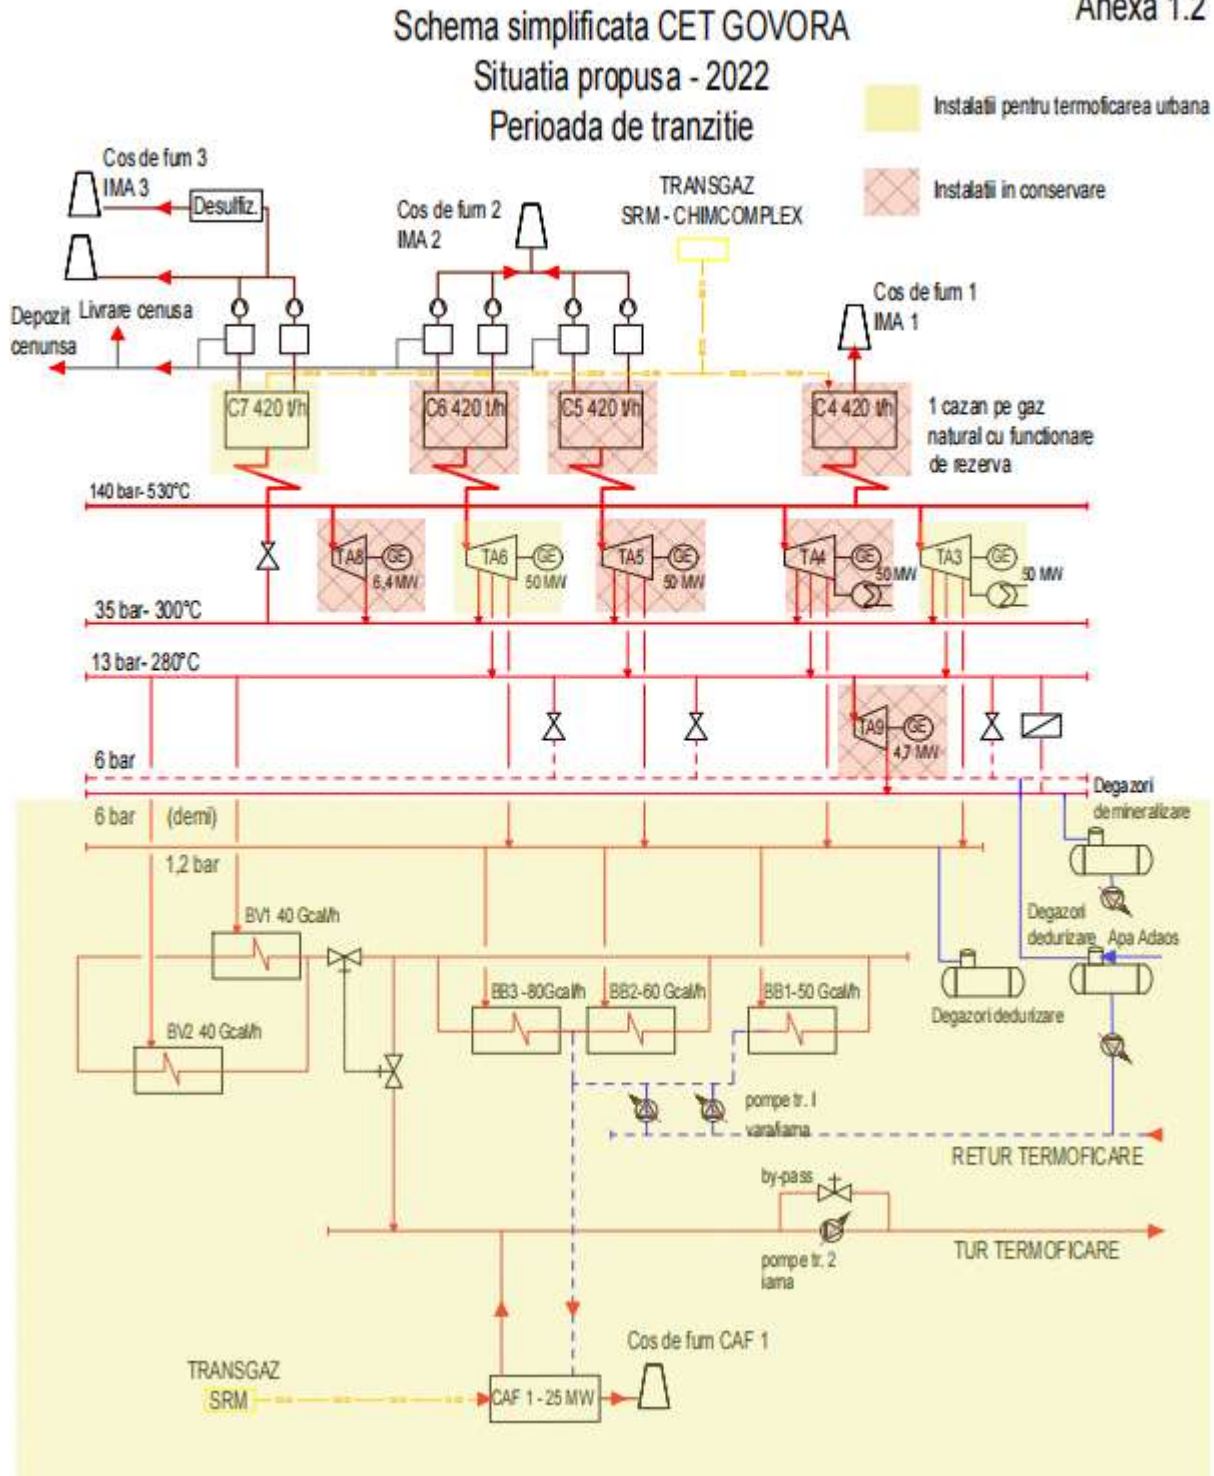 Anexa 1.2
Schema simplificata CET GOVORA
Situatia propusa - 2022
Perioada de tranzitie
Instalatii pentru termoficarea urbana
Instalatii in conservare
Cos de fum 3
IMA 3
Desulfiz.
Cos de fum 2
IMA 2
TRANSGAZ
SRM - CHIMCOMPLEX
Cos de fum 1
IMA 1
Depozit
cenunsa
Livrare cenusa
C7 420 t/h
C6 420 t/h
C5 420 t/h
C4 420 t/h
1 cazan pe gaz
natural cu functionare
de rezerva
140 bar- 530°C
TA8
GE
6,4 MW
TA6
GE
50 MW
TA5
GE
50 MW
TA4
GE
50 MW
TA3
GE
50 MW
35 bar- 300°C
13 bar- 280°C
TA9
GE
4,7 MW
6 bar
6 bar (demi)
1,2 bar
Degazori
demineralizare
BV1 40 Gcal/h
BV2 40 Gcal/h
BB3 -80Gcal/h
BB2-60 Gcal/h
BB1-50 Gcal/h
Degazori
dedurizare
Apa Adaos
Degazori dedurizare
pompe tr. I
vara/iarna
RETUR TERMOFICARE
by-pass
TUR TERMOFICARE
pompe tr. 2
iarna
Cos de fum CAF 1
TRANSGAZ
SRM
CAF 1 - 25 MW